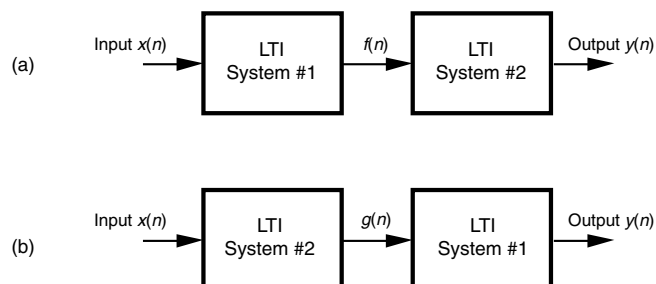 (a)
Input x(n)
LTI
System #1
f(n)
LTI
System #2
Output y(n)
(b)
Input x(n)
LTI
System #2
g(n)
LTI
System #1
Output y(n)